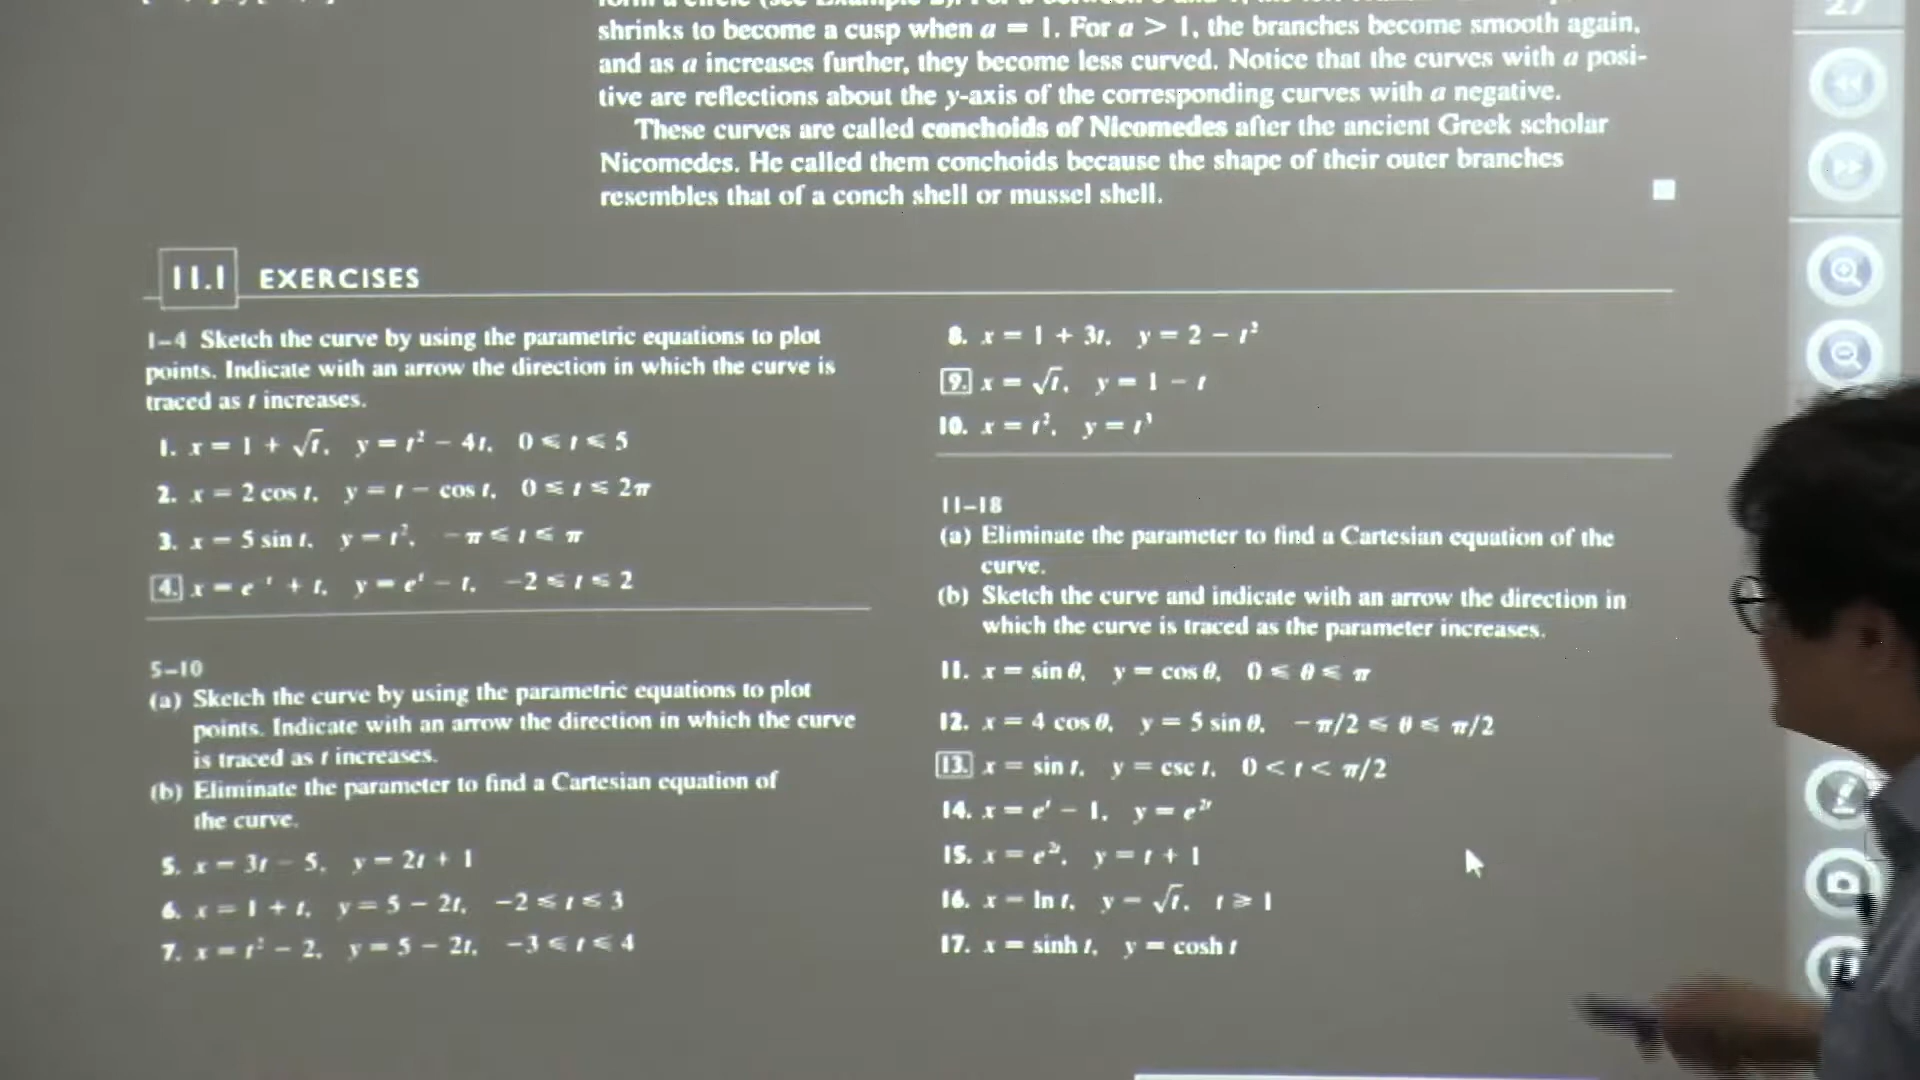 27
shrinks to become a cusp when a = 1. For a > 1, the branches become smooth again,
and as a increases further, they become less curved. Notice that the curves with a posi-
tive are reflections about the y-axis of the corresponding curves with a negative.
These curves are called conchoids of Nicomedes after the ancient Greek scholar
Nicomedes. He called them conchoids because the shape of their outer branches
resembles that of a conch shell or mussel shell.
11.1 EXERCISES
1–4 Sketch the curve by using the parametric equations to plot
points. Indicate with an arrow the direction in which the curve is
traced as t increases.
1. x = 1 + √t, y = t² − 4t, 0 ≤ t ≤ 5
2. x = 2 cos t, y = t − cos t, 0 ≤ t ≤ 2π
3. x = 5 sin t, y = t², −π ≤ t ≤ π
4. x = e⁻ᵗ + t, y = eᵗ − t, −2 ≤ t ≤ 2
5–10
(a) Sketch the curve by using the parametric equations to plot
points. Indicate with an arrow the direction in which the curve
is traced as t increases.
(b) Eliminate the parameter to find a Cartesian equation of
the curve.
5. x = 3t − 5, y = 2t + 1
6. x = 1 + t, y = 5 − 2t, −2 ≤ t ≤ 3
7. x = t² − 2, y = 5 − 2t, −3 ≤ t ≤ 4
8. x = 1 + 3t, y = 2 − t²
9. x = √t, y = 1 − t
10. x = t², y = t³
11–18
(a) Eliminate the parameter to find a Cartesian equation of the
curve.
(b) Sketch the curve and indicate with an arrow the direction in
which the curve is traced as the parameter increases.
11. x = sin θ, y = cos θ, 0 ≤ θ ≤ π
12. x = 4 cos θ, y = 5 sin θ, −π/2 ≤ θ ≤ π/2
13. x = sin t, y = csc t, 0 < t < π/2
14. x = eᵗ − 1, y = e²ᵗ
15. x = e²ᵗ, y = t + 1
16. x = ln t, y = √t, t ≥ 1
17. x = sinh t, y = cosh t